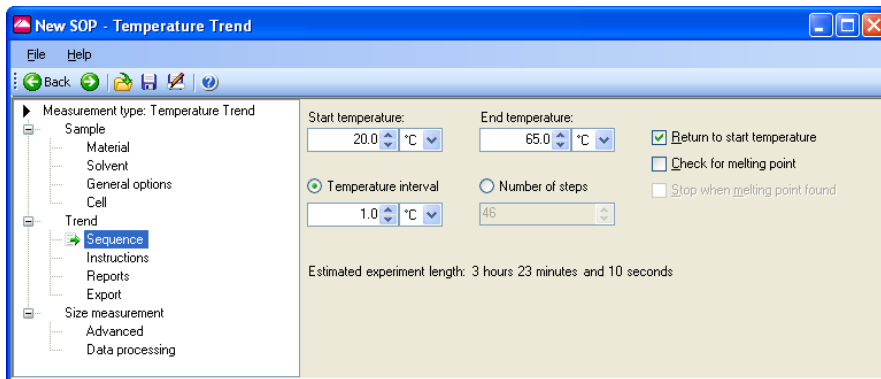 New SOP - Temperature Trend
File Help
Back
Measurement type: Temperature Trend
Sample
Material
Solvent
General options
Cell
Trend
Sequence
Instructions
Reports
Export
Size measurement
Advanced
Data processing
Start temperature: End temperature:
20.0 °C 65.0 °C
Return to start temperature
Check for melting point
Stop when melting point found
Temperature interval Number of steps
1.0 °C 46
Estimated experiment length: 3 hours 23 minutes and 10 seconds